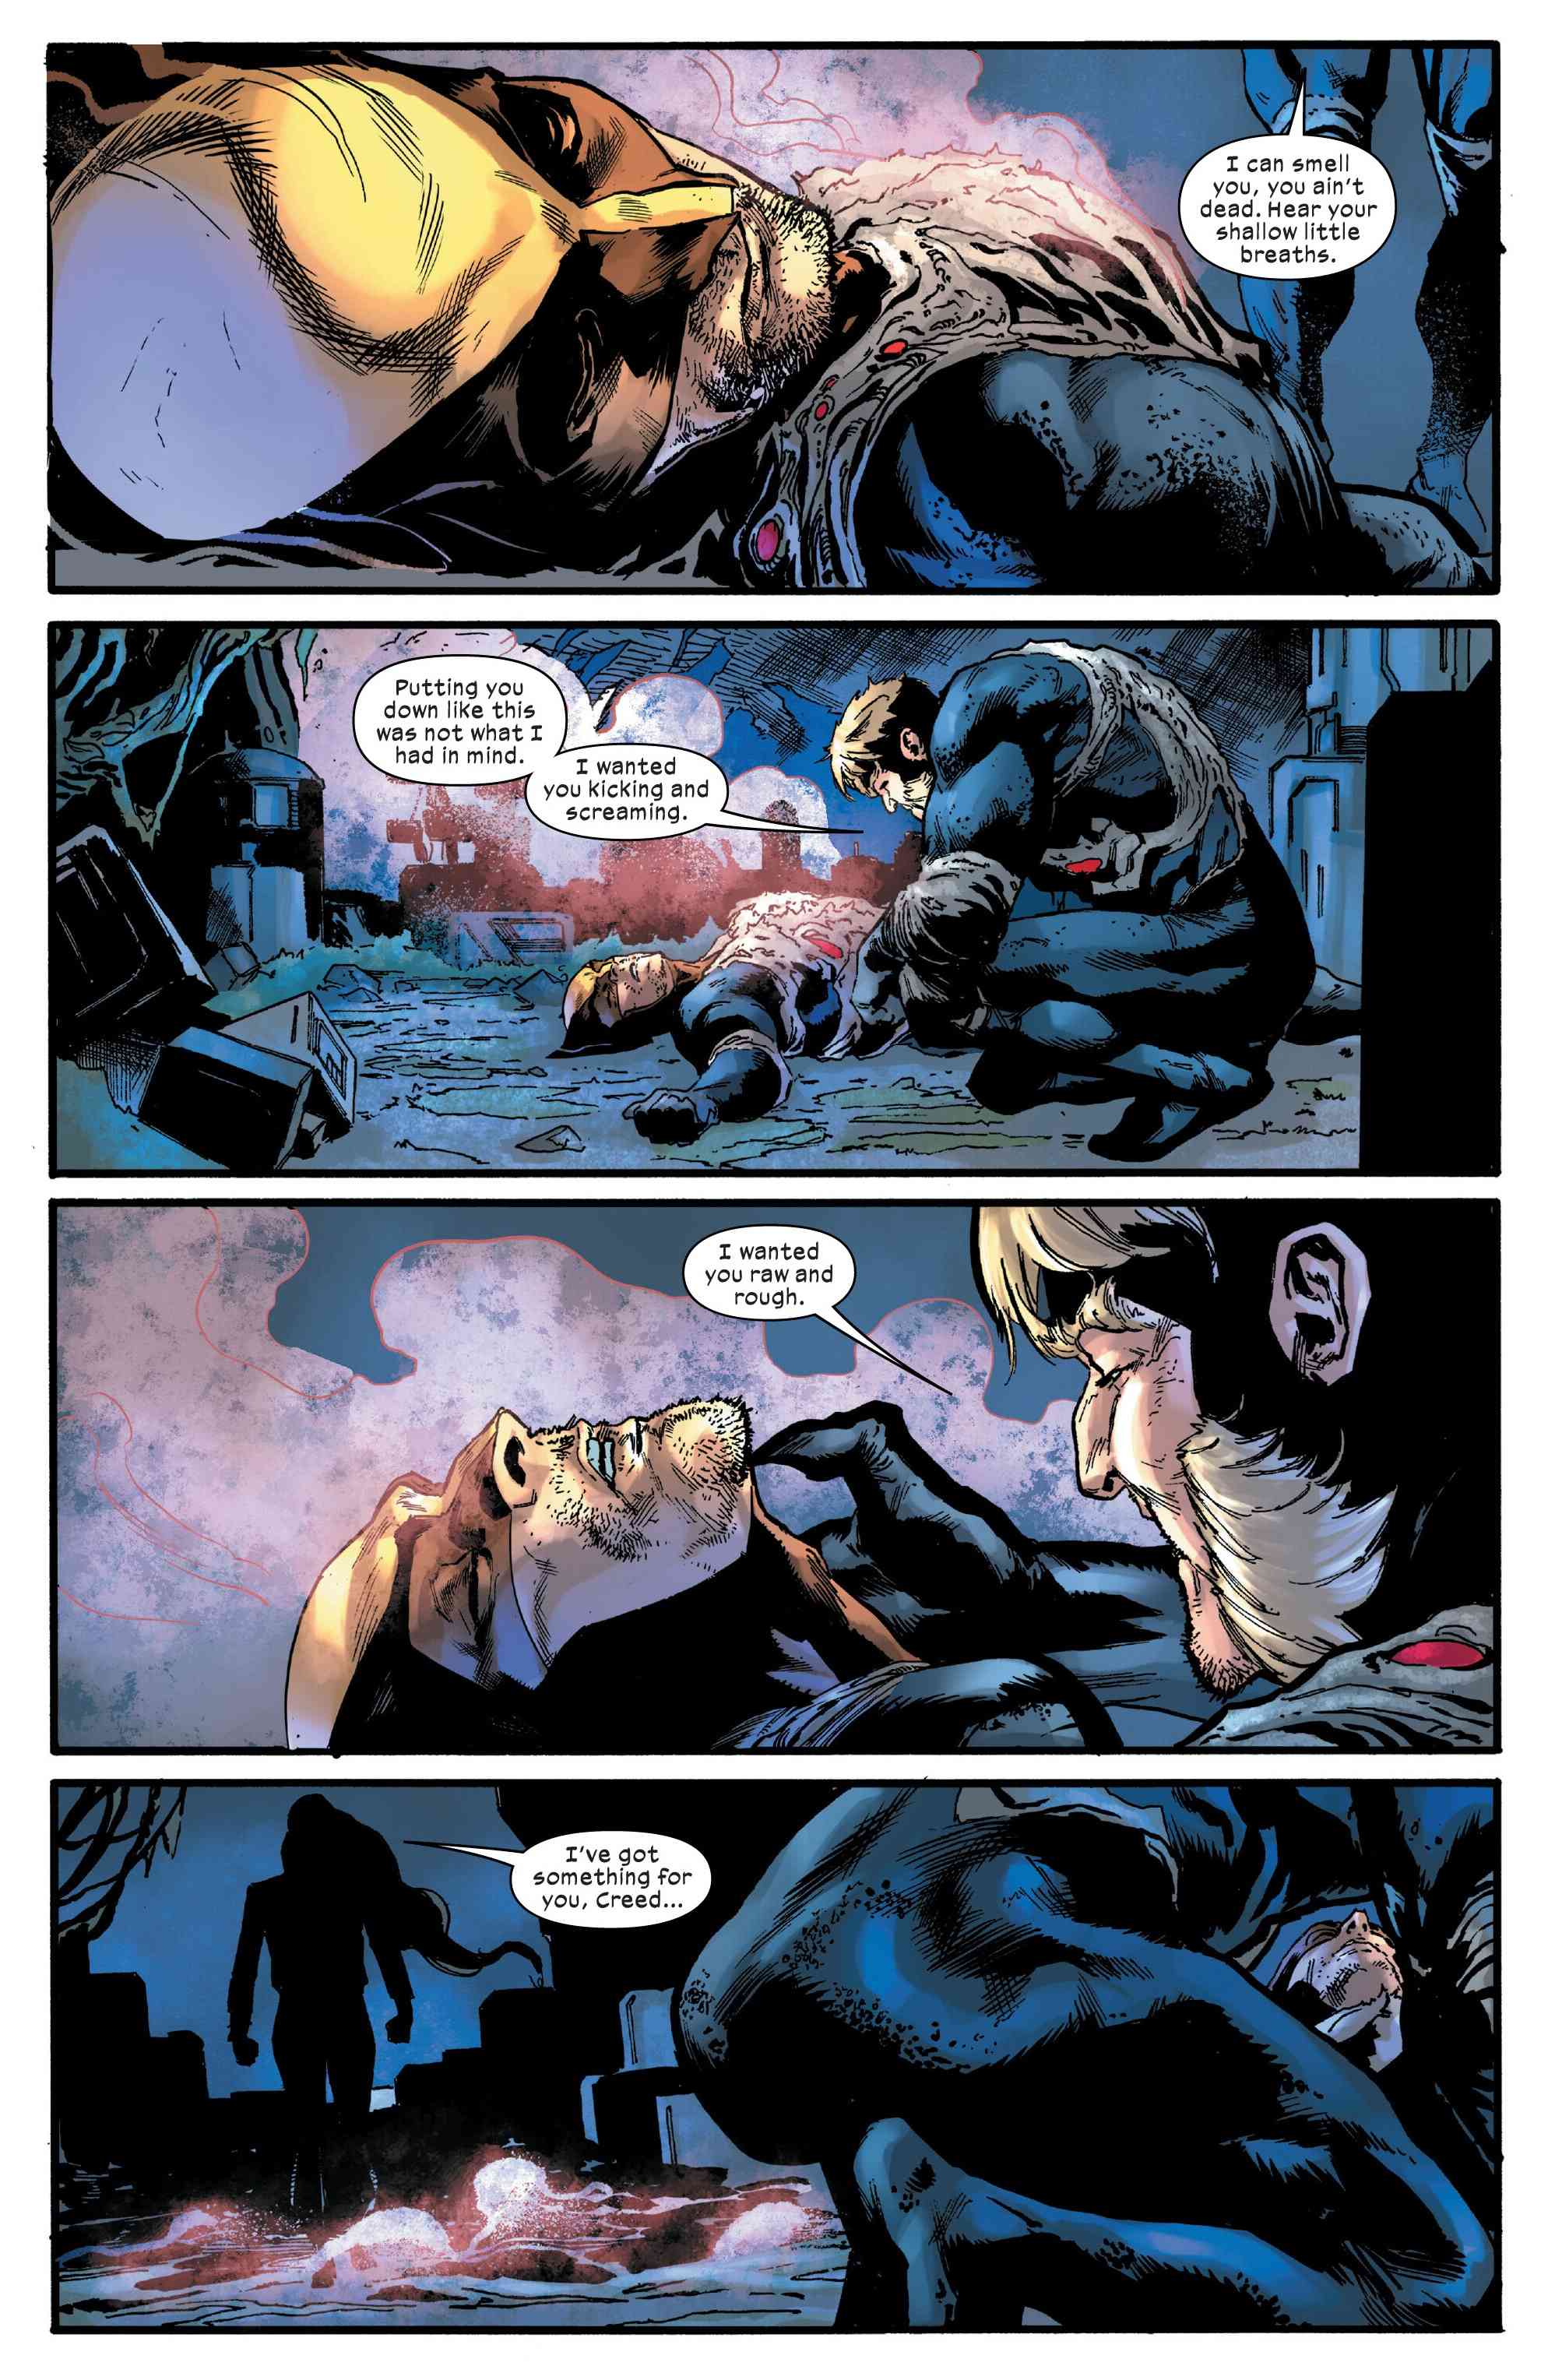 I can smell
you, you ain't
dead. Hear your
shallow little
breaths.
Putting you
down like this
was not what I
had in mind.
I wanted
you kicking and
screaming.
I wanted
you raw and
rough.
I've got
something for
you, Creed...